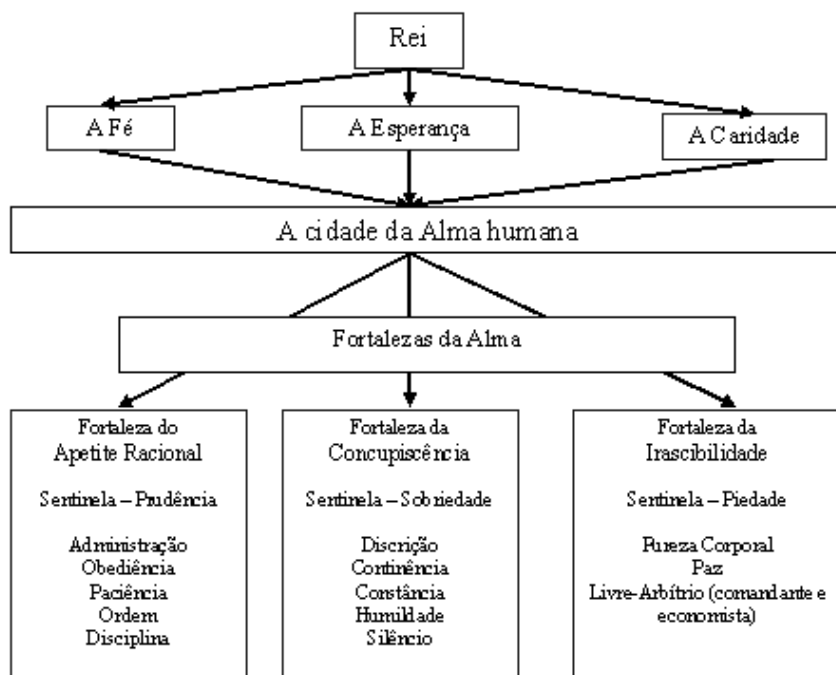 Rei
A Fé
A Esperança
A Caridade
A cidade da Alma humana
Fortalezas da Alma
Fortaleza do
Apetite Racional
Sentinela – Prudência
Administração
Obediência
Paciência
Ordem
Disciplina
Fortaleza da
Concupiscência
Sentinela – Sobriedade
Discrição
Continência
Constância
Humildade
Silêncio
Fortaleza da
Irascibilidade
Sentinela – Piedade
Pureza Corporal
Paz
Livre-Arbítrio (comandante e
economista)